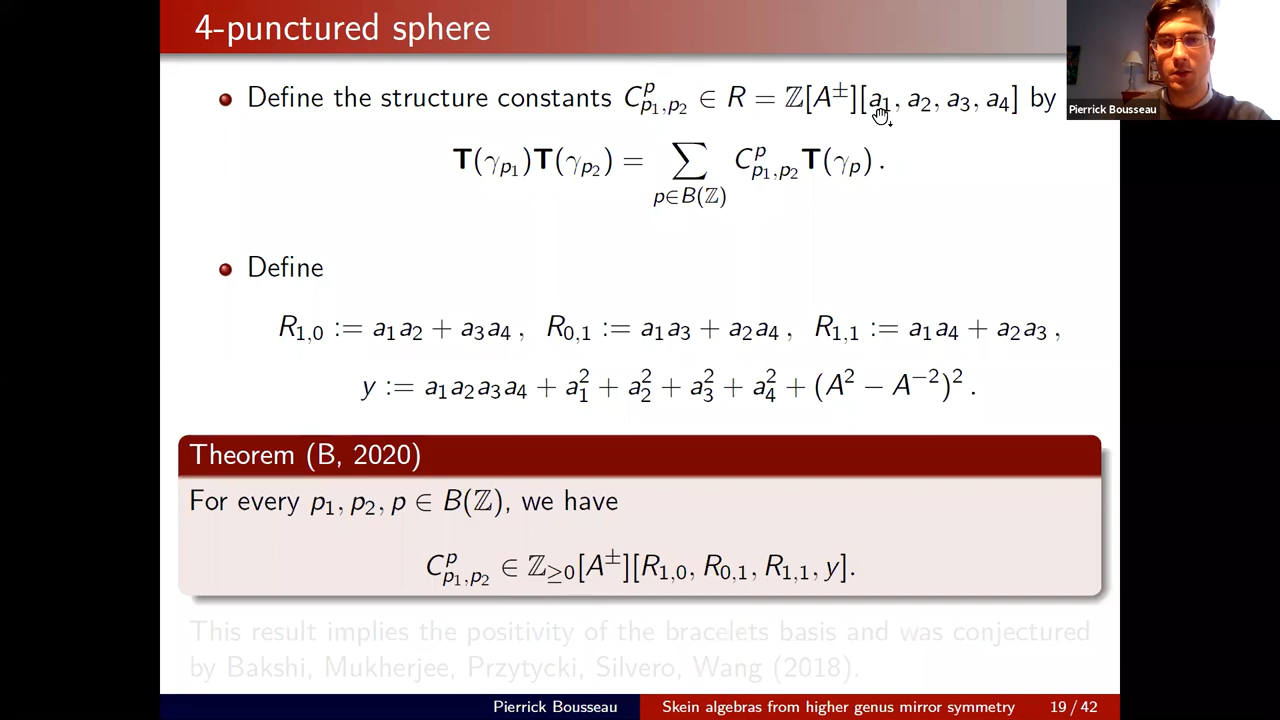 4-punctured sphere
Pierrick Bousseau
Define the structure constants $C^{p}_{p_1,p_2} \in R = \mathbb{Z}[A^{\pm}][a_1, a_2, a_3, a_4]$ by
$\mathbf{T}(\gamma_{p_1})\mathbf{T}(\gamma_{p_2}) = \sum_{p \in B(\mathbb{Z})} C^{p}_{p_1,p_2} \mathbf{T}(\gamma_p).$
Define
$R_{1,0} := a_1a_2 + a_3a_4, \quad R_{0,1} := a_1a_3 + a_2a_4, \quad R_{1,1} := a_1a_4 + a_2a_3,$
$y := a_1a_2a_3a_4 + a_1^2 + a_2^2 + a_3^2 + a_4^2 + (A^2 - A^{-2})^2.$
Theorem (B, 2020)
For every $p_1, p_2, p \in B(\mathbb{Z})$, we have
$C^{p}_{p_1,p_2} \in \mathbb{Z}_{\geq 0}[A^{\pm}][R_{1,0}, R_{0,1}, R_{1,1}, y].$
This result implies the positivity of the bracelets basis and was conjectured
by Bakshi, Mukherjee, Przytycki, Silvero, Wang (2018).
Pierrick Bousseau
Skein algebras from higher genus mirror symmetry
19 / 42